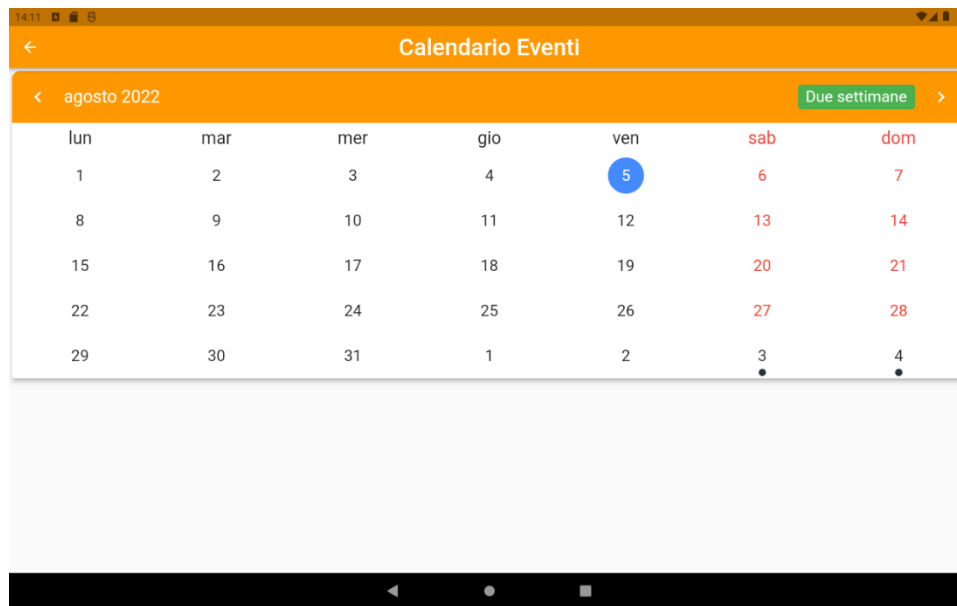 14:11
Calendario Eventi
agosto 2022 Due settimane
lun mar mer gio ven sab dom
1 2 3 4 5 6 7
8 9 10 11 12 13 14
15 16 17 18 19 20 21
22 23 24 25 26 27 28
29 30 31 1 2 3 4